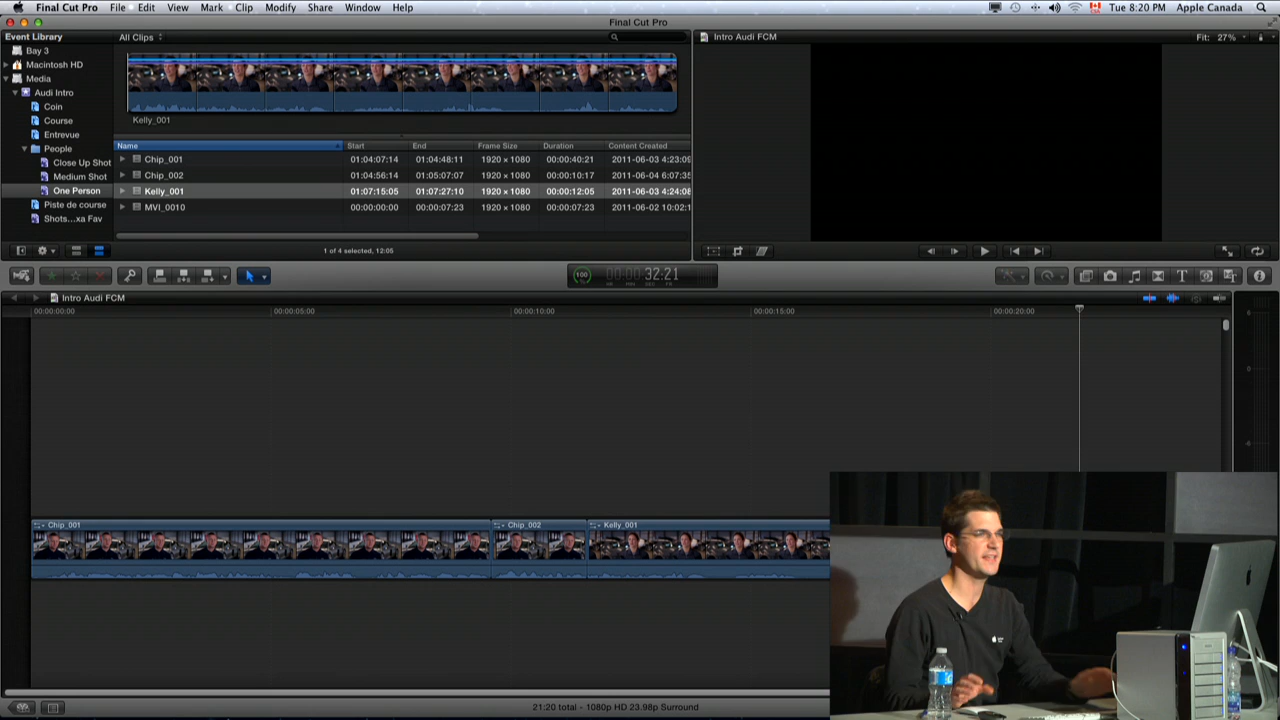 Final Cut Pro File Edit View Mark Clip Modify Share Window Help Tue 8:20 PM Apple Canada
Final Cut Pro
Event Library All Clips Intro Audi FCM Fit: 27%
Bay 3
Macintosh HD
Media
Audi Intro
Coin
Course
Entrevue
People
Close Up Shot
Medium Shot
One Person
Piste de course
Shots...xa Fav
Kelly_001
Name Start End Frame Size Duration Content Created
Chip_001 01:04:07:14 01:04:48:11 1920 × 1080 00:00:40:21 2011-06-03 4:23:09
Chip_002 01:04:56:14 01:05:07:07 1920 × 1080 00:00:10:17 2011-06-04 6:07:35
Kelly_001 01:07:15:05 01:07:27:10 1920 × 1080 00:00:12:05 2011-06-03 4:24:08
MVI_0010 00:00:00:00 00:00:07:23 1920 × 1080 00:00:07:23 2011-06-02 10:02:1
1 of 4 selected, 12:05
100 00:00:32:21
HR MIN SEC FR
Intro Audi FCM
00:00:00:00 00:00:05:00 00:00:10:00 00:00:15:00 00:00:20:00
6
0
-6
Chip_001 Chip_002 Kelly_001
21:20 total - 1080p HD 23.98p Surround